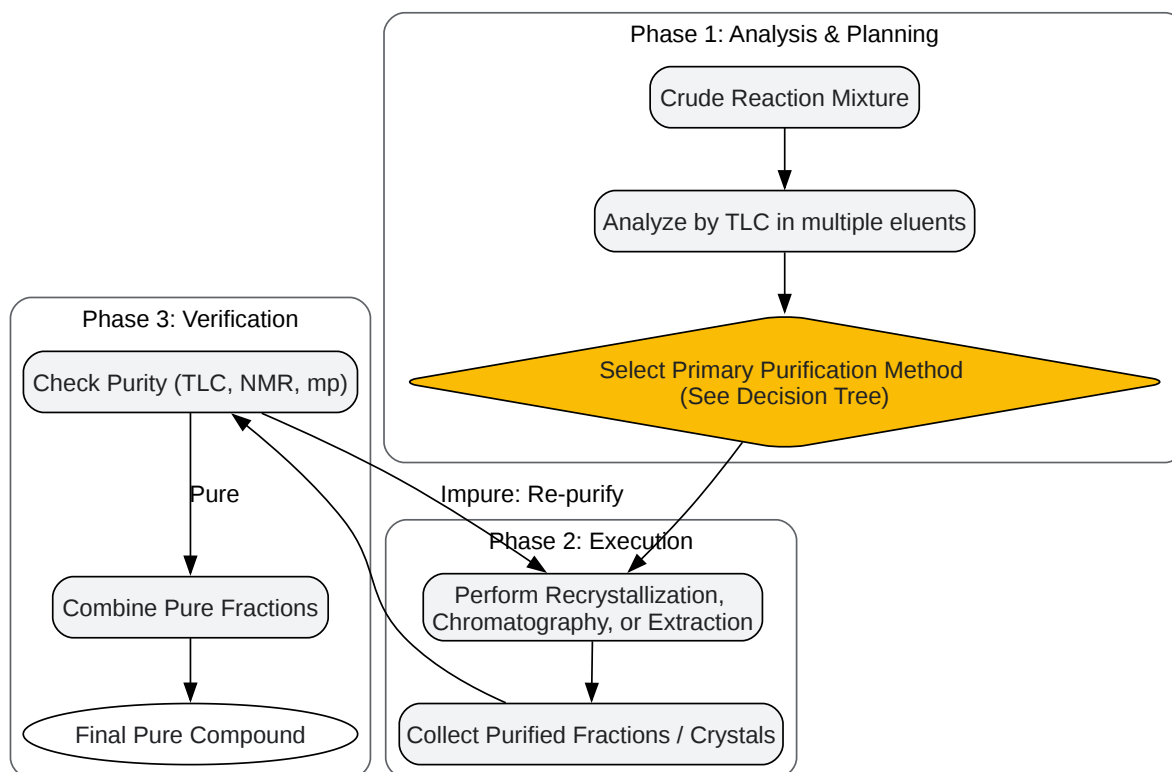 Phase 1: Analysis & Planning
Crude Reaction Mixture
Analyze by TLC in multiple eluents
Select Primary Purification Method
(See Decision Tree)
Phase 3: Verification
Check Purity (TLC, NMR, mp)
Pure
Impure: Re-purify
Combine Pure Fractions
Final Pure Compound
Phase 2: Execution
Perform Recrystallization,
Chromatography, or Extraction
Collect Purified Fractions / Crystals